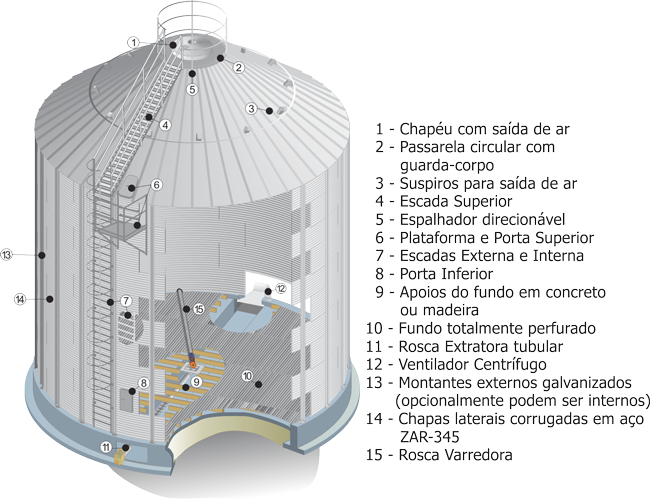 1
2
5
3
4
6
13
12
14
7
15
8
9
10
11
1 - Chapéu com saída de ar
2 - Passarela circular com
guarda-corpo
3 - Suspiros para saída de ar
4 - Escada Superior
5 - Espalhador direcionável
6 - Plataforma e Porta Superior
7 - Escadas Externa e Interna
8 - Porta Inferior
9 - Apoios do fundo em concreto
ou madeira
10 - Fundo totalmente perfurado
11 - Rosca Extratora tubular
12 - Ventilador Centrífugo
13 - Montantes externos galvanizados
(opcionalmente podem ser internos)
14 - Chapas laterais corrugadas em aço
ZAR-345
15 - Rosca Varredora